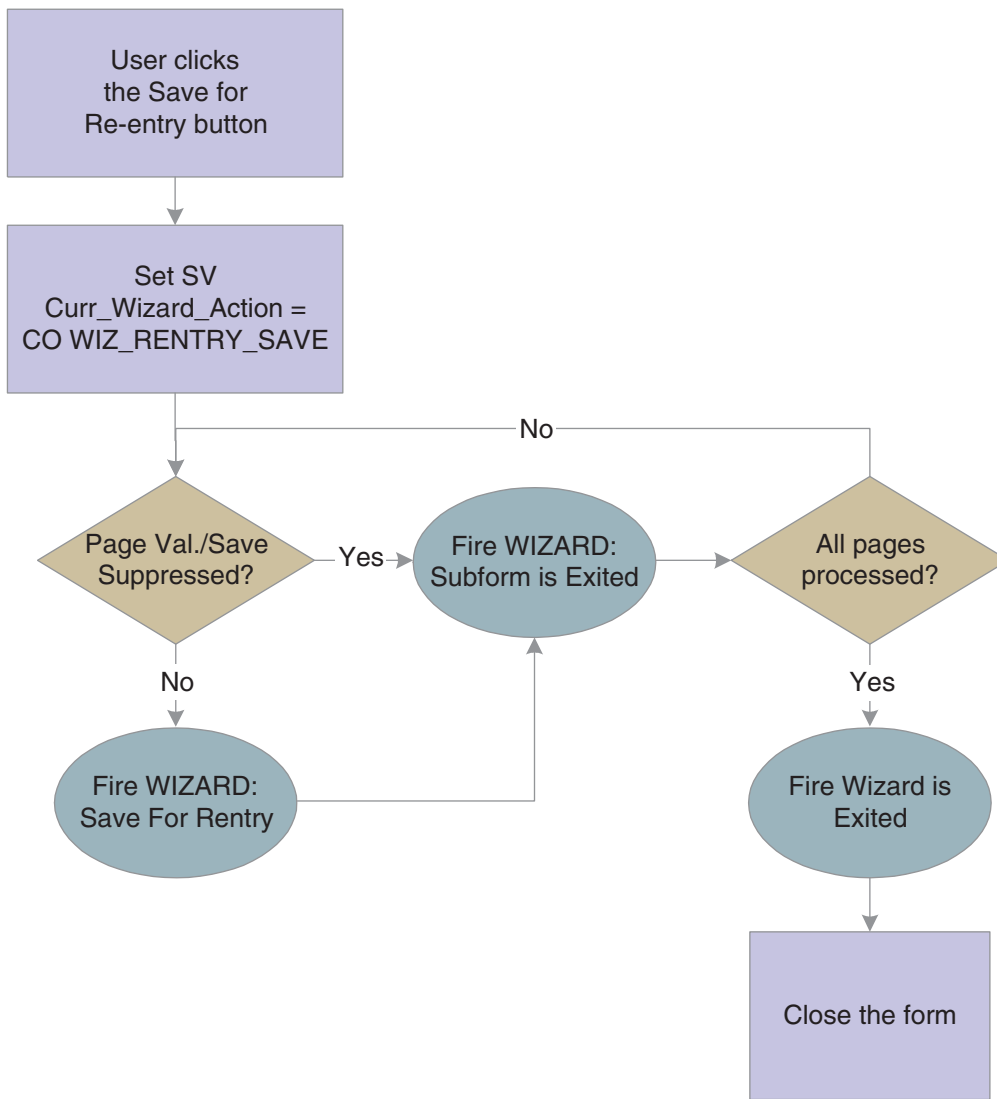 User clicks
the Save for
Re-entry button
Set SV
Curr_Wizard_Action =
CO WIZ_RENTRY_SAVE
No
Page Val./Save
Suppressed?
Yes
Fire WIZARD:
Subform is Exited
All pages
processed?
No
Yes
Fire WIZARD:
Save For Rentry
Fire Wizard is
Exited
Close the form